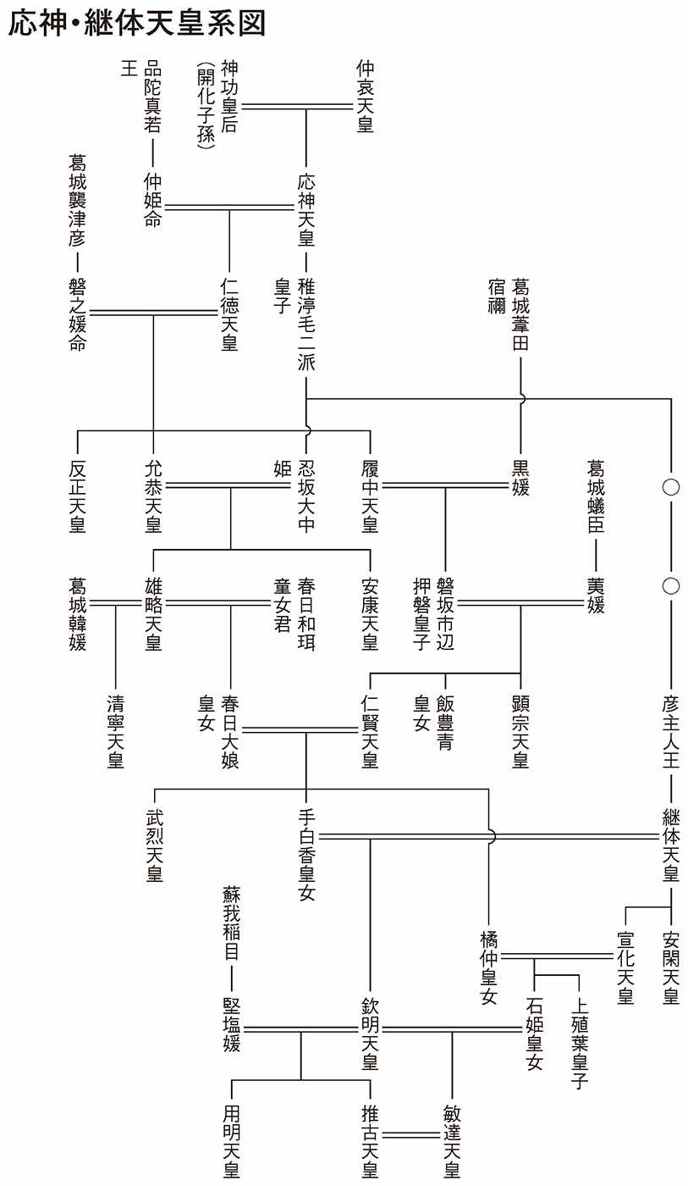 応神・継体天皇系図
仲哀天皇
神功皇后
（開化子孫）
品陀真若
王
応神天皇
仲姫命
葛城襲津彦
葛城葦田
宿禰
稚渟毛二派
皇子
仁徳天皇
磐之媛命
○
葛城蟻臣
黒媛
履中天皇
忍坂大中
姫
允恭天皇
反正天皇
○
荑媛
磐坂市辺
押磐皇子
安康天皇
春日和珥
童女君
雄略天皇
葛城韓媛
彦主人王
顕宗天皇
飯豊青
皇女
仁賢天皇
春日大娘
皇女
清寧天皇
継体天皇
手白香皇女
武烈天皇
安閑天皇
宣化天皇
橘仲皇女
蘇我稲目
上殖葉皇子
石姫皇女
欽明天皇
堅塩媛
敏達天皇
推古天皇
用明天皇